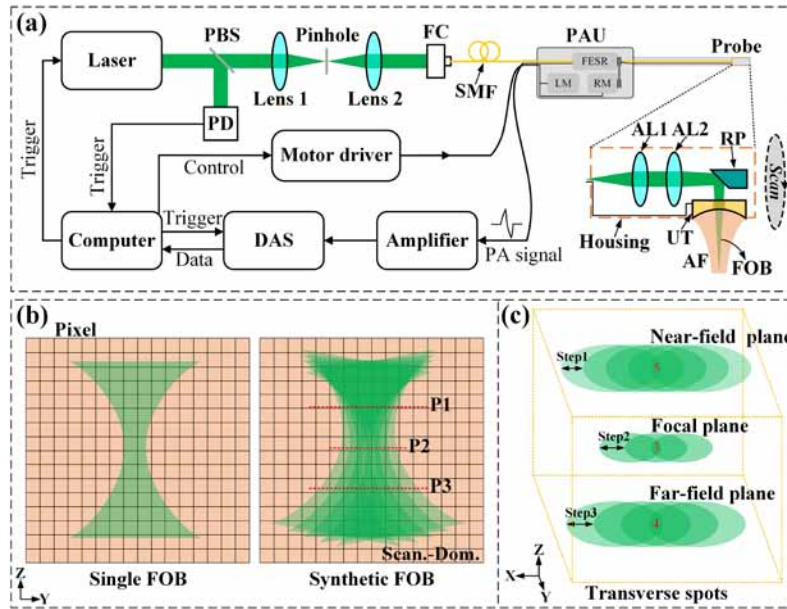 (a)
Laser
PBS
Lens 1
Pinhole
Lens 2
FC
SMF
PAU
FESR
LM
RM
Probe
PD
Trigger
Trigger
Control
Motor driver
Computer
Trigger
Data
DAS
Amplifier
PA signal
AL1
AL2
RP
Scan
Housing
UT
AF
FOB
(b)
Pixel
P1
P2
P3
Scan.-Dom.
Z
Y
Single FOB
Synthetic FOB
(c)
Near-field plane
Step1
5
Focal plane
Step2
3
Far-field plane
Step3
4
X
Z
Y
Transverse spots